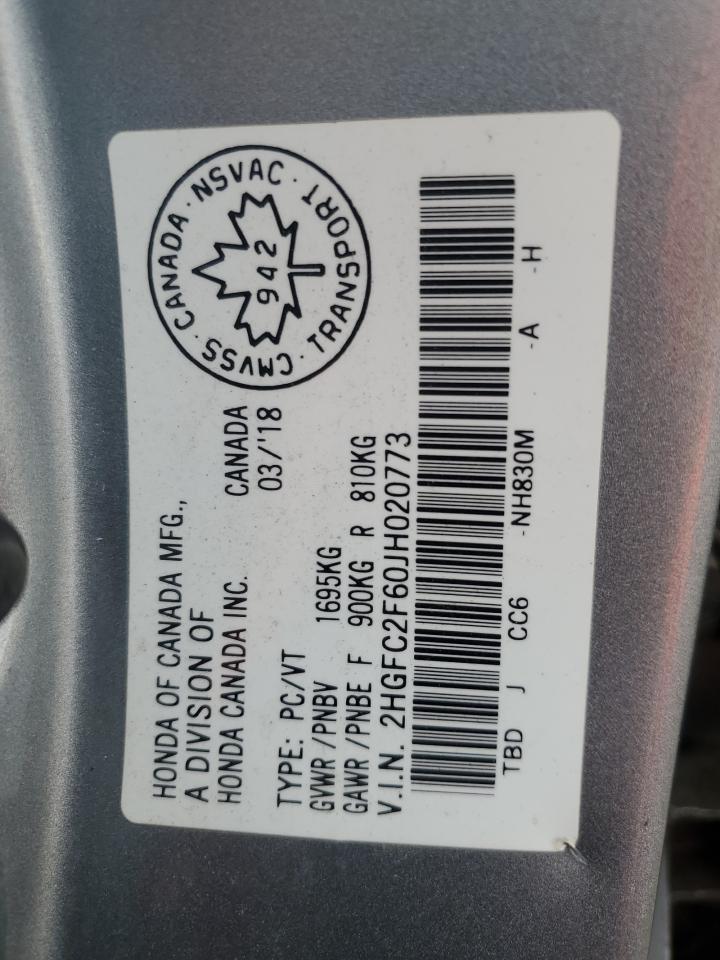 HONDA OF CANADA MFG.,
A DIVISION OF
HONDA CANADA INC.
CANADA
03/'18
CMVSS · CANADA · NSVAC · TRANSPORT ·
942
TYPE: PC/VT
GVWR /PNBV 1695KG
GAWR /PNBE F 900KG R 810KG
V.I.N. 2HGFC2F60JH020773
TBD J CC6 -NH830M -A -H